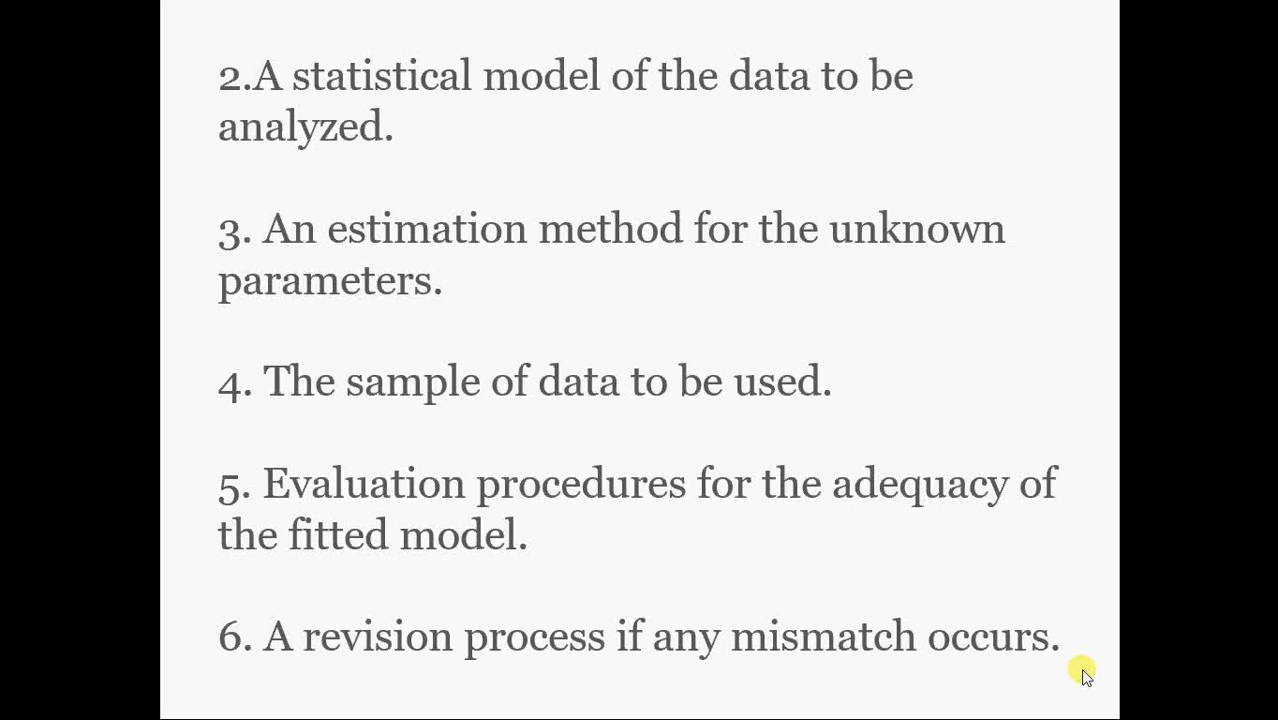 2.A statistical model of the data to be
analyzed.
3. An estimation method for the unknown
parameters.
4. The sample of data to be used.
5. Evaluation procedures for the adequacy of
the fitted model.
6. A revision process if any mismatch occurs.